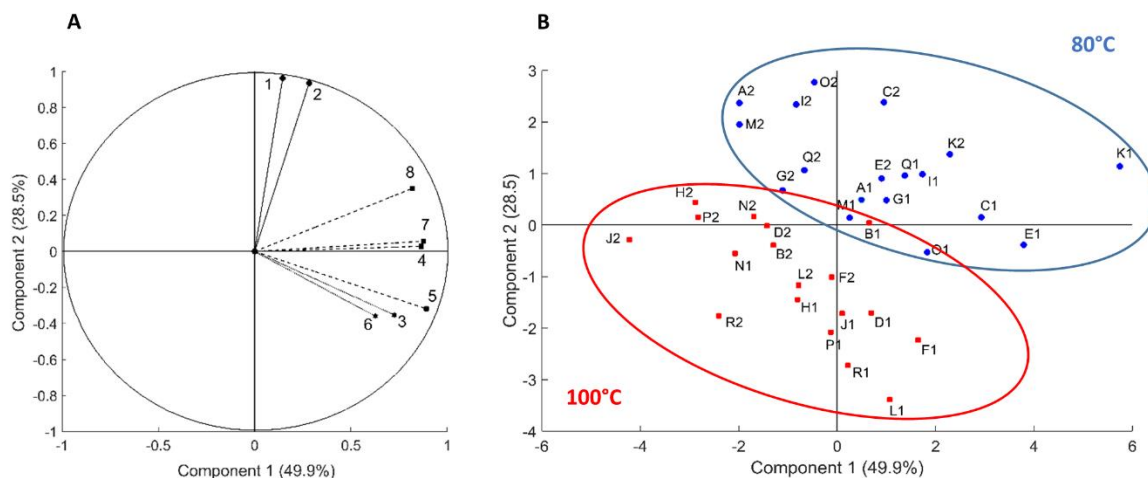 A
1
0.8
0.6
0.4
0.2
0
-0.2
-0.4
-0.6
-0.8
-1
Component 2 (28.5%)
1
2
8
7
4
5
6
3
-1
-0.5
0
0.5
1
Component 1 (49.9%)
B
80°C
3
2
1
0
-1
-2
-3
-4
Component 2 (28.5)
O2
A2
I2
C2
M2
K2
Q2
E2
Q1
K1
I1
G2
A1
G1
M1
C1
H2
N2
P2
B1
D2
E1
J2
B2
O1
N1
L2
F2
H1
R2
J1
D1
P1
F1
R1
L1
100°C
-6
-4
-2
0
2
4
6
Component 1 (49.9%)